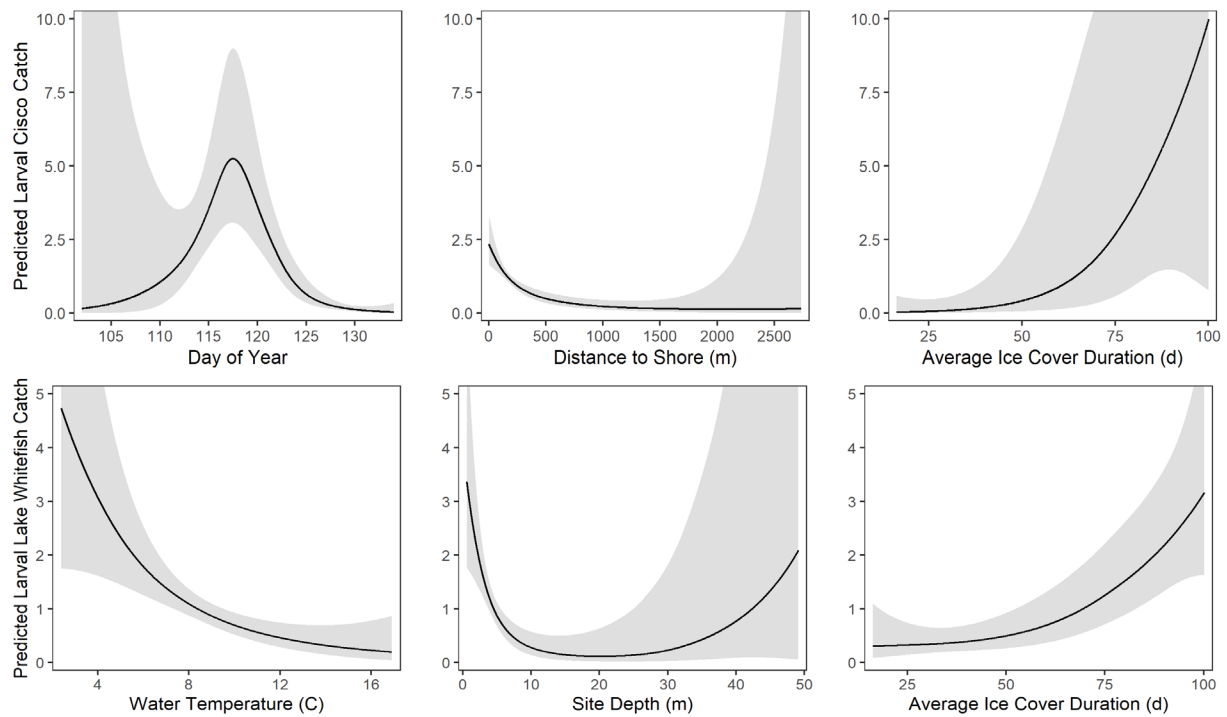 Predicted Larval Cisco Catch
10.0
7.5
5.0
2.5
0.0
105 110 115 120 125 130
Day of Year
10.0
7.5
5.0
2.5
0.0
0 500 1000 1500 2000 2500
Distance to Shore (m)
10.0
7.5
5.0
2.5
0.0
25 50 75 100
Average Ice Cover Duration (d)
Predicted Larval Lake Whitefish Catch
5
4
3
2
1
0
4 8 12 16
Water Temperature (C)
5
4
3
2
1
0
0 10 20 30 40 50
Site Depth (m)
5
4
3
2
1
0
25 50 75 100
Average Ice Cover Duration (d)